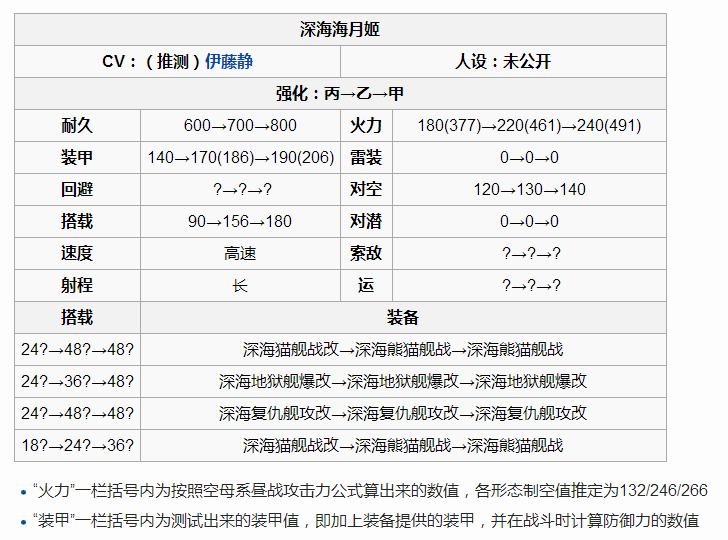 深海海月姬
CV：（推测）伊藤静 人设：未公开
强化：丙→乙→甲
耐久 600→700→800 火力 180(377)→220(461)→240(491)
装甲 140→170(186)→190(206) 雷装 0→0→0
回避 ?→?→? 对空 120→130→140
搭载 90→156→180 对潜 0→0→0
速度 高速 索敌 ?→?→?
射程 长 运 ?→?→?
搭载 装备
24?→48?→48? 深海猫舰战改→深海熊猫舰战→深海熊猫舰战
24?→36?→48? 深海地狱舰爆改→深海地狱舰爆改→深海地狱舰爆改
24?→48?→48? 深海复仇舰攻改→深海复仇舰攻改→深海复仇舰攻改
18?→24?→36? 深海猫舰战改→深海熊猫舰战→深海熊猫舰战
• “火力”一栏括号内为按照空母系昼战攻击力公式算出来的数值，各形态制空值推定为132/246/266
• “装甲”一栏括号内为测试出来的装甲值，即加上装备提供的装甲，并在战斗时计算防御力的数值